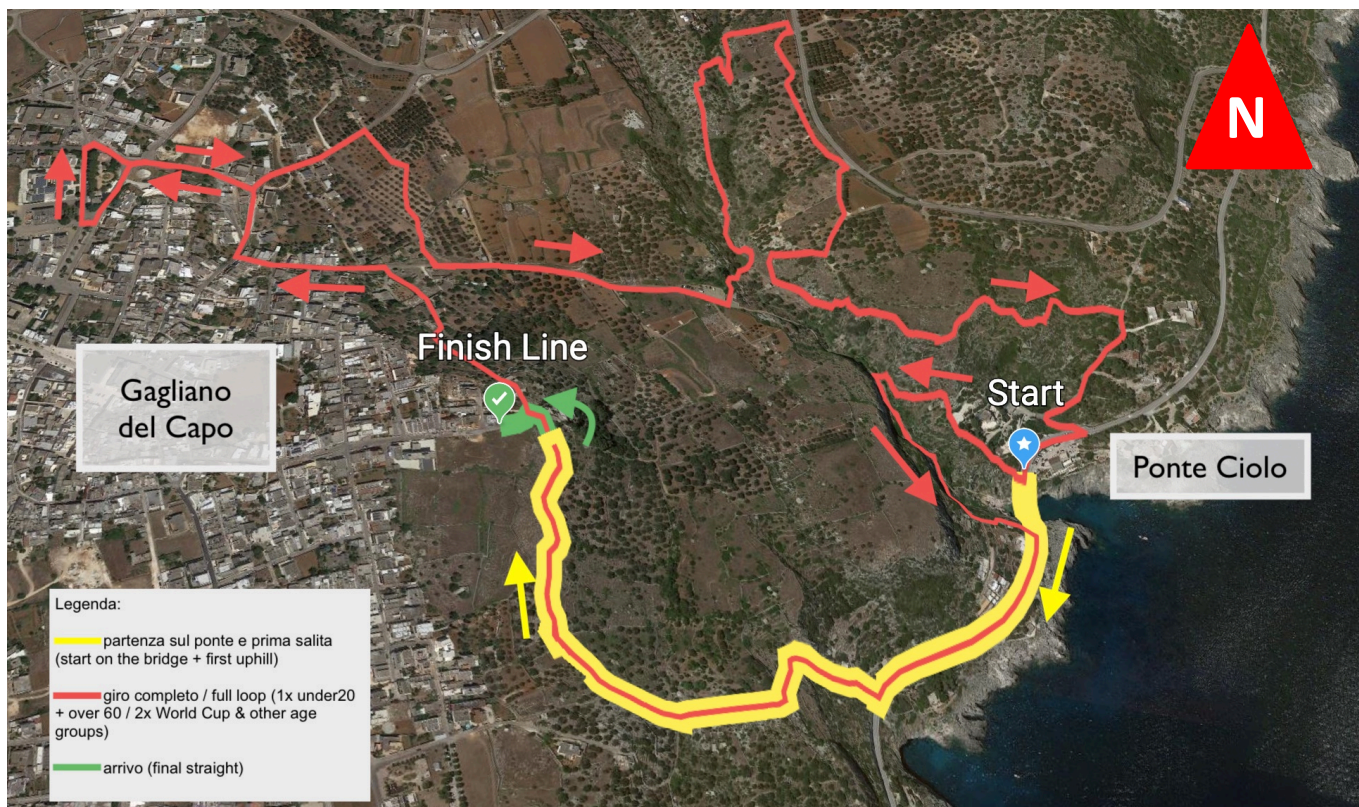 N
Finish Line
Start
Gagliano
del Capo
Ponte Ciolo
Legenda:
partenza sul ponte e prima salita
(start on the bridge + first uphill)
giro completo / full loop (1x under20
+ over 60 / 2x World Cup & other age
groups)
arrivo (final straight)